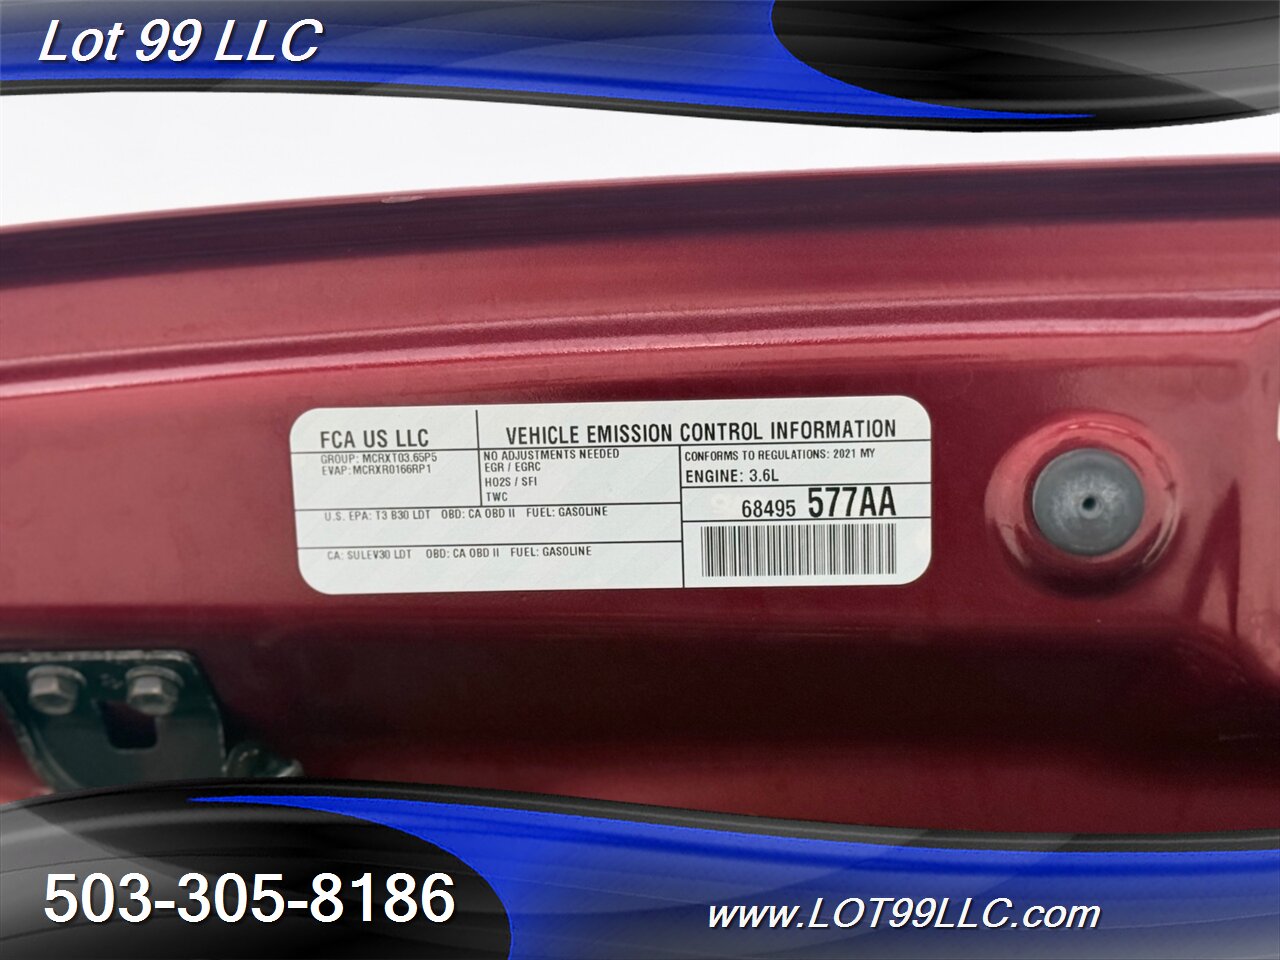 Lot 99 LLC
FCA US LLC
GROUP: MCRXT03.65P5
EVAP: MCRXR0166RP1
VEHICLE EMISSION CONTROL INFORMATION
NO ADJUSTMENTS NEEDED
EGR / EGRC
HO2S / SFI
TWC
CONFORMS TO REGULATIONS: 2021 MY
ENGINE: 3.6L
68495 577AA
U.S. EPA: T3 B30 LDT OBD: CA OBD II FUEL: GASOLINE
CA: SULEV30 LDT OBD: CA OBD II FUEL: GASOLINE
503-305-8186
www.LOT99LLC.com